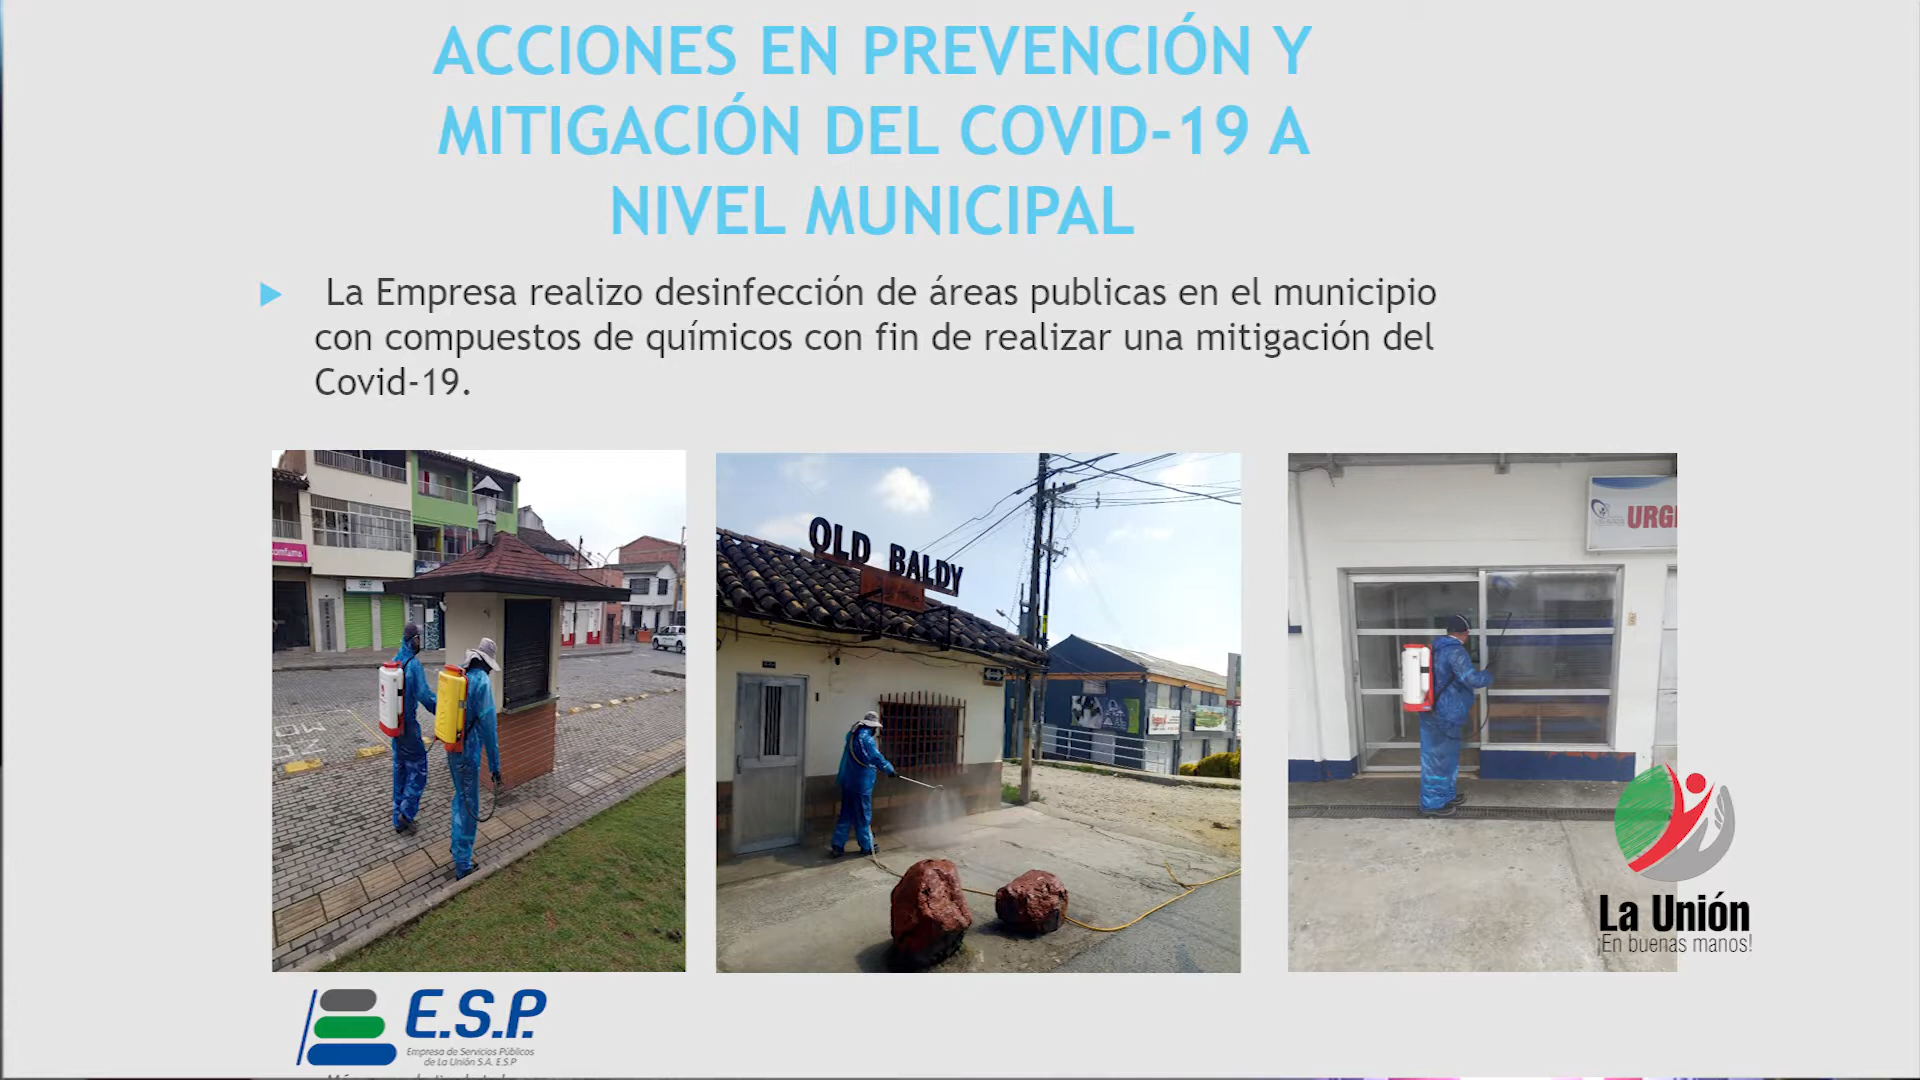 ACCIONES EN PREVENCIÓN Y
MITIGACIÓN DEL COVID-19 A
NIVEL MUNICIPAL
La Empresa realizo desinfección de áreas publicas en el municipio
con compuestos de químicos con fin de realizar una mitigación del
Covid-19.
OLD BALDY
URGE
La Unión
¡En buenas manos!
E.S.P.
Empresa de Servicios Públicos
de La Unión S.A. E.S.P